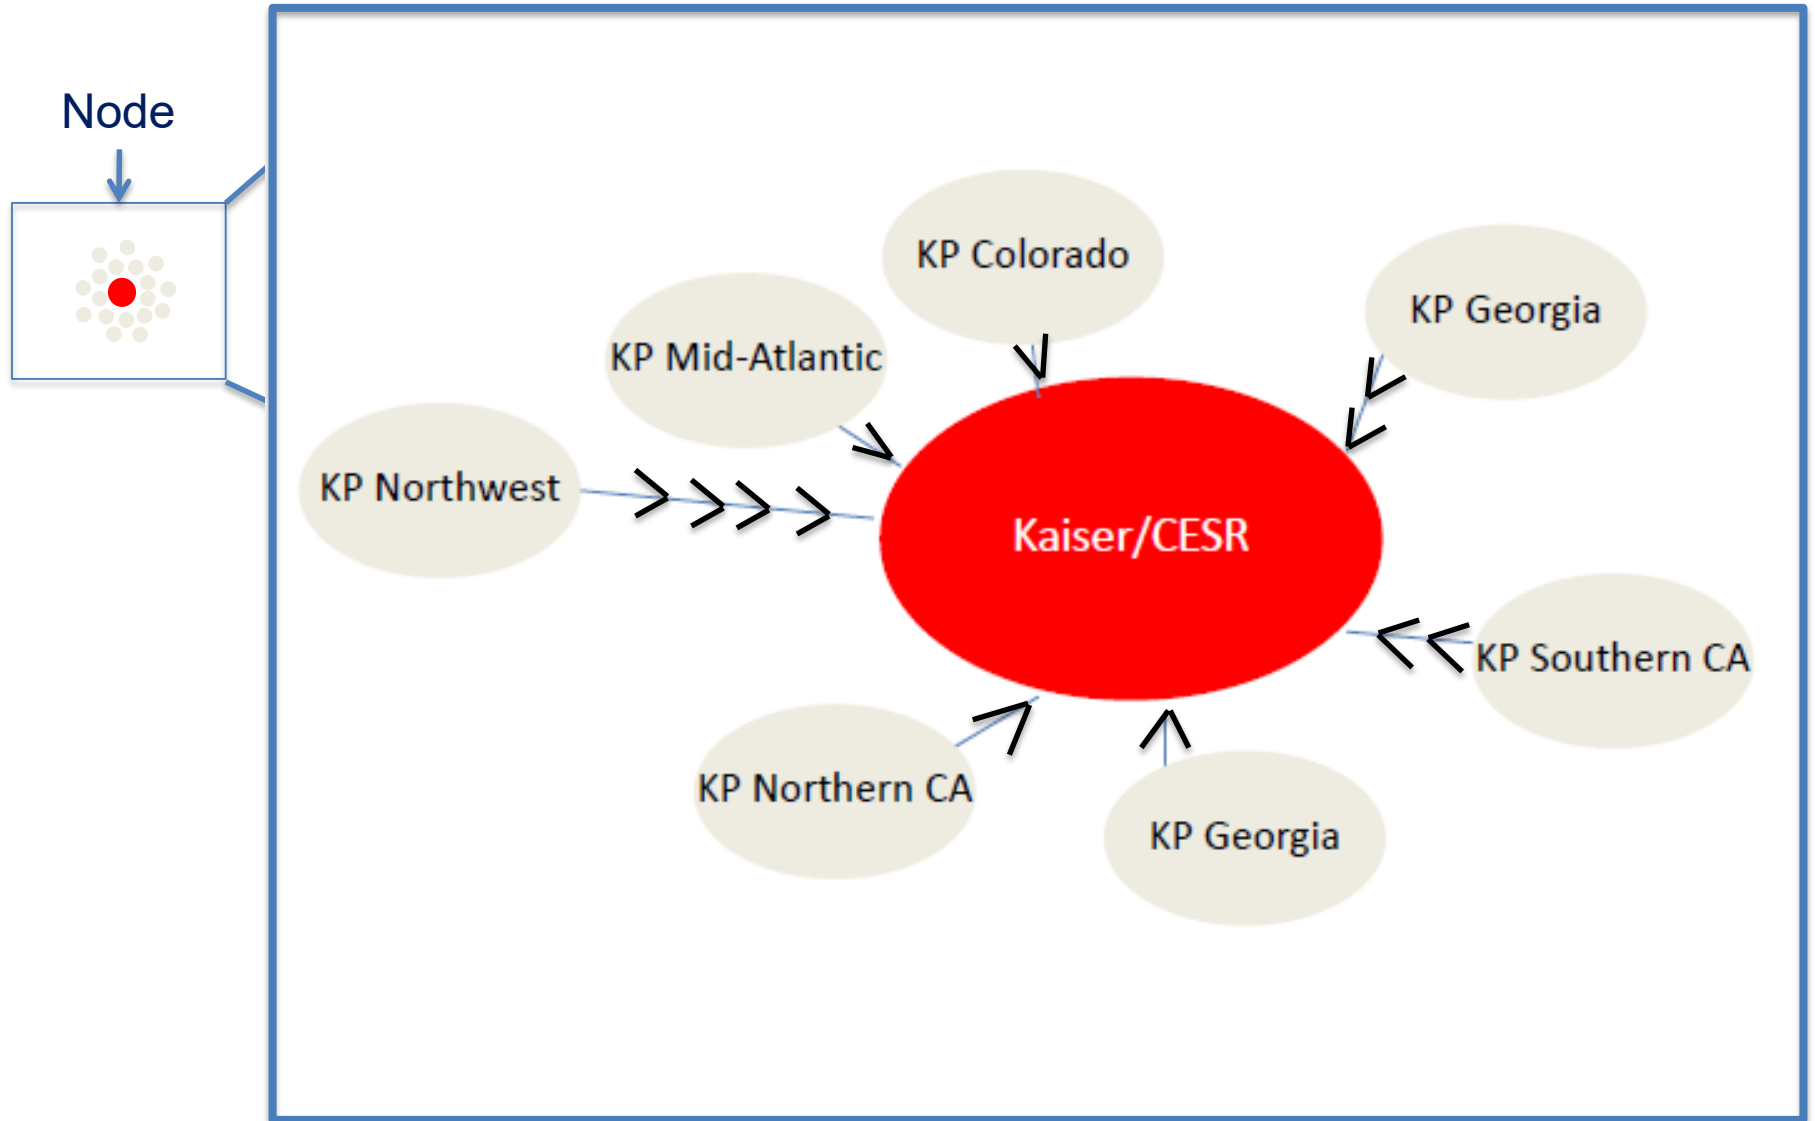 Node
KP Colorado
KP Georgia
KP Mid-Atlantic
KP Northwest
Kaiser/CESR
KP Southern CA
KP Northern CA
KP Georgia